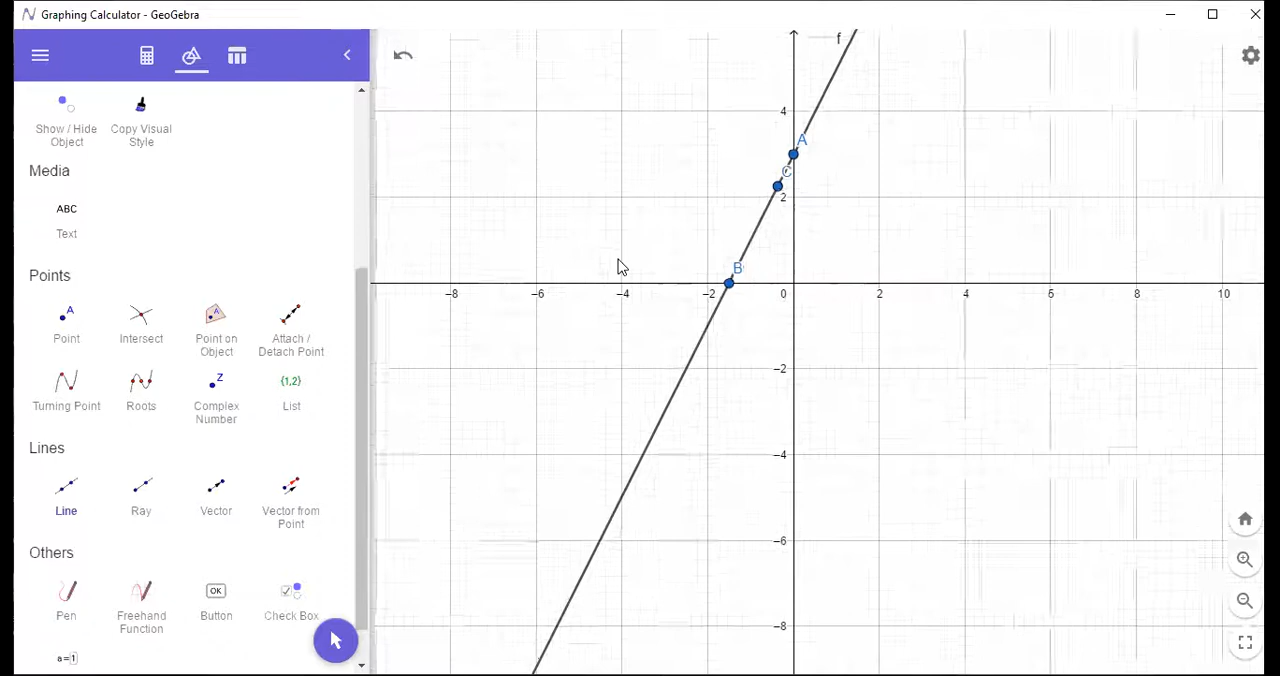 Graphing Calculator - GeoGebra
Show / Hide
Object
Copy Visual
Style
Media
ABC
Text
Points
A
Point
Intersect
A
Point on
Object
Attach /
Detach Point
Turning Point
Roots
Z
Complex
Number
{1,2}
List
Lines
Line
Ray
Vector
Vector from
Point
Others
Pen
Freehand
Function
OK
Button
Check Box
a=1
f
4
A
C
2
B
−8
−6
−4
−2
0
2
4
6
8
10
−2
−4
−6
−8